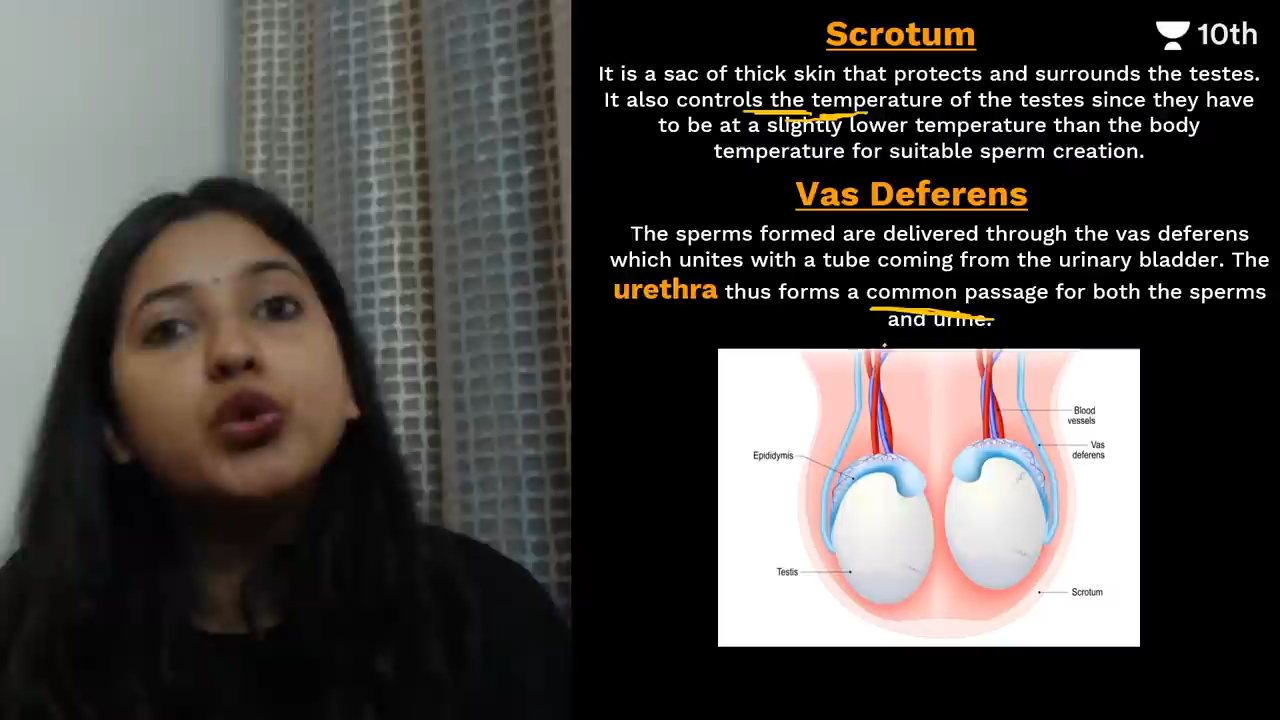 Scrotum
10th
It is a sac of thick skin that protects and surrounds the testes.
It also controls the temperature of the testes since they have
to be at a slightly lower temperature than the body
temperature for suitable sperm creation.
Vas Deferens
The sperms formed are delivered through the vas deferens
which unites with a tube coming from the urinary bladder. The
urethra thus forms a common passage for both the sperms
and urine.
Blood
vessels
Vas
deferens
Epididymis
Testis
Scrotum